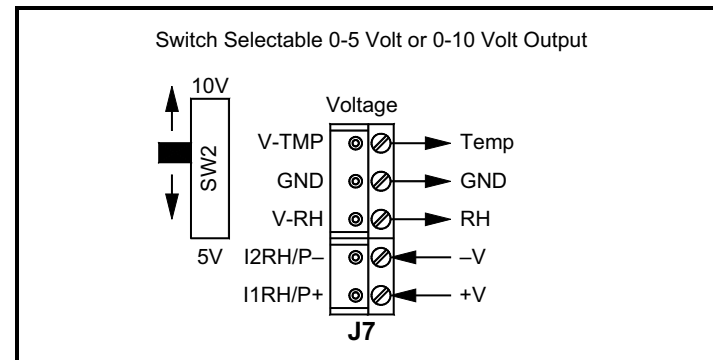 Switch Selectable 0-5 Volt or 0-10 Volt Output
10V
Voltage
SW2
V-TMP Temp
GND GND
V-RH RH
5V I2RH/P– –V
I1RH/P+ +V
J7